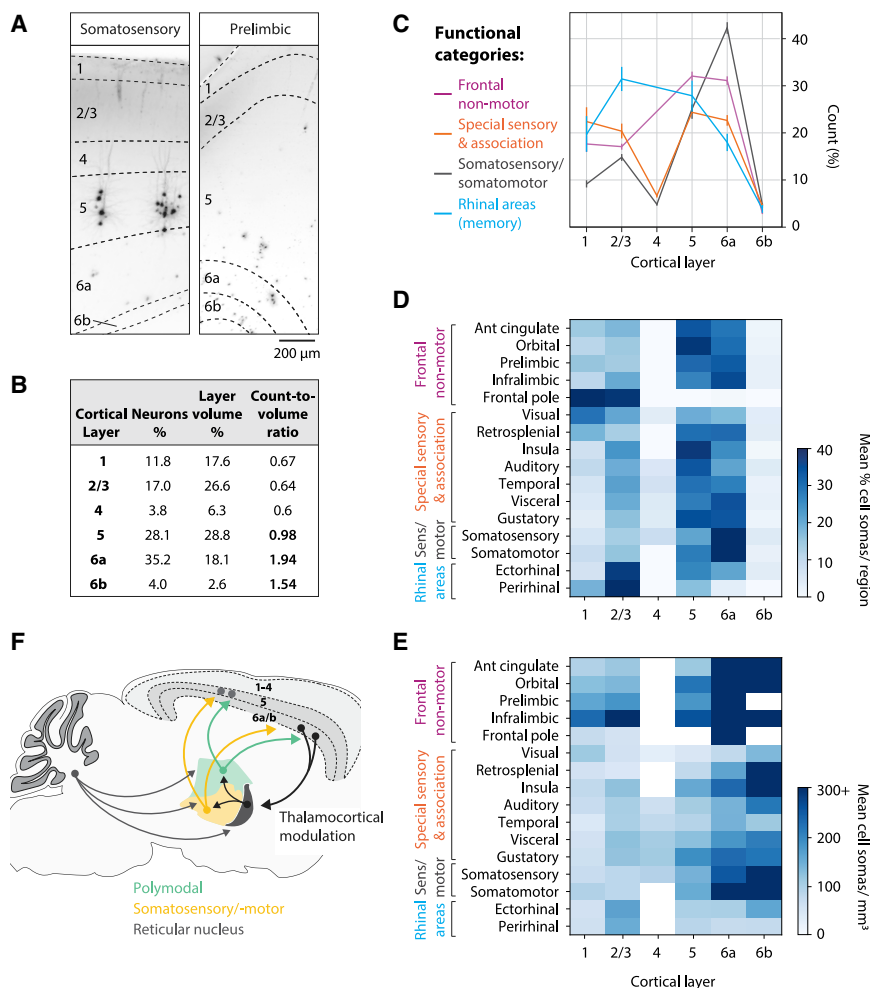 A
Somatosensory
Prelimbic
1
2/3
4
5
6a
6b
1
2/3
5
6a
6b
200 µm
B
Cortical Layer
Neurons %
Layer volume %
Count-to-volume ratio
1 11.8 17.6 0.67
2/3 17.0 26.6 0.64
4 3.8 6.3 0.6
5 28.1 28.8 0.98
6a 35.2 18.1 1.94
6b 4.0 2.6 1.54
C
Functional
categories:
Frontal
non-motor
Special sensory
& association
Somatosensory/
somatomotor
Rhinal areas
(memory)
40
30
20
10
0
Count (%)
1 2/3 4 5 6a 6b
Cortical layer
D
Frontal
non-motor
Special sensory
& association
Sens/
motor
Rhinal
areas
Ant cingulate
Orbital
Prelimbic
Infralimbic
Frontal pole
Visual
Retrosplenial
Insula
Auditory
Temporal
Visceral
Gustatory
Somatosensory
Somatomotor
Ectorhinal
Perirhinal
1 2/3 4 5 6a 6b
40
30
20
10
0
Mean % cell somas/ region
E
Frontal
non-motor
Special sensory
& association
Sens/
motor
Rhinal
areas
Ant cingulate
Orbital
Prelimbic
Infralimbic
Frontal pole
Visual
Retrosplenial
Insula
Auditory
Temporal
Visceral
Gustatory
Somatosensory
Somatomotor
Ectorhinal
Perirhinal
1 2/3 4 5 6a 6b
Cortical layer
300+
200
100
0
Mean cell somas/ mm³
F
1-4
5
6a/b
Thalamocortical
modulation
Polymodal
Somatosensory/-motor
Reticular nucleus